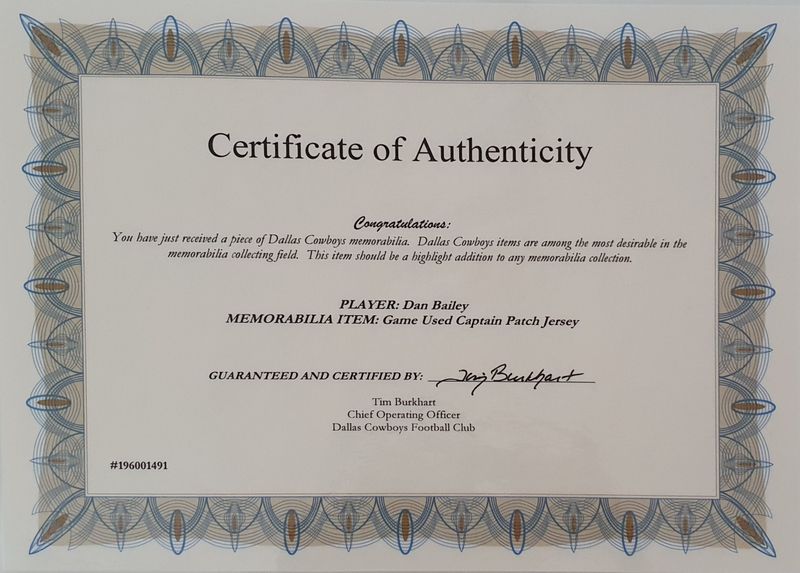 Certificate of Authenticity
Congratulations:
You have just received a piece of Dallas Cowboys memorabilia. Dallas Cowboys items are among the most desirable in the
memorabilia collecting field. This item should be a highlight addition to any memorabilia collection.
PLAYER: Dan Bailey
MEMORABILIA ITEM: Game Used Captain Patch Jersey
GUARANTEED AND CERTIFIED BY: Tim Burkhart
Tim Burkhart
Chief Operating Officer
Dallas Cowboys Football Club
#196001491